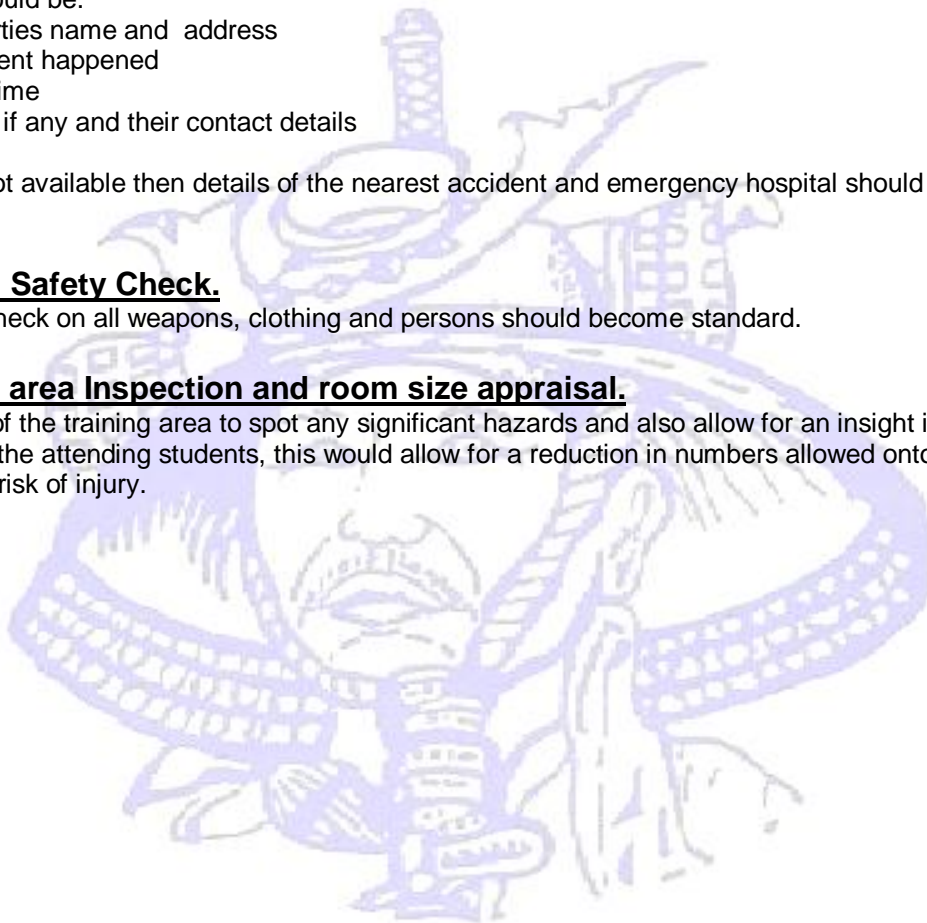 ould be:
rties name and address
ent happened
ime
if any and their contact details
ot available then details of the nearest accident and emergency hospital should
Safety Check.
heck on all weapons, clothing and persons should become standard.
area Inspection and room size appraisal.
of the training area to spot any significant hazards and also allow for an insight i
the attending students, this would allow for a reduction in numbers allowed onto
risk of injury.